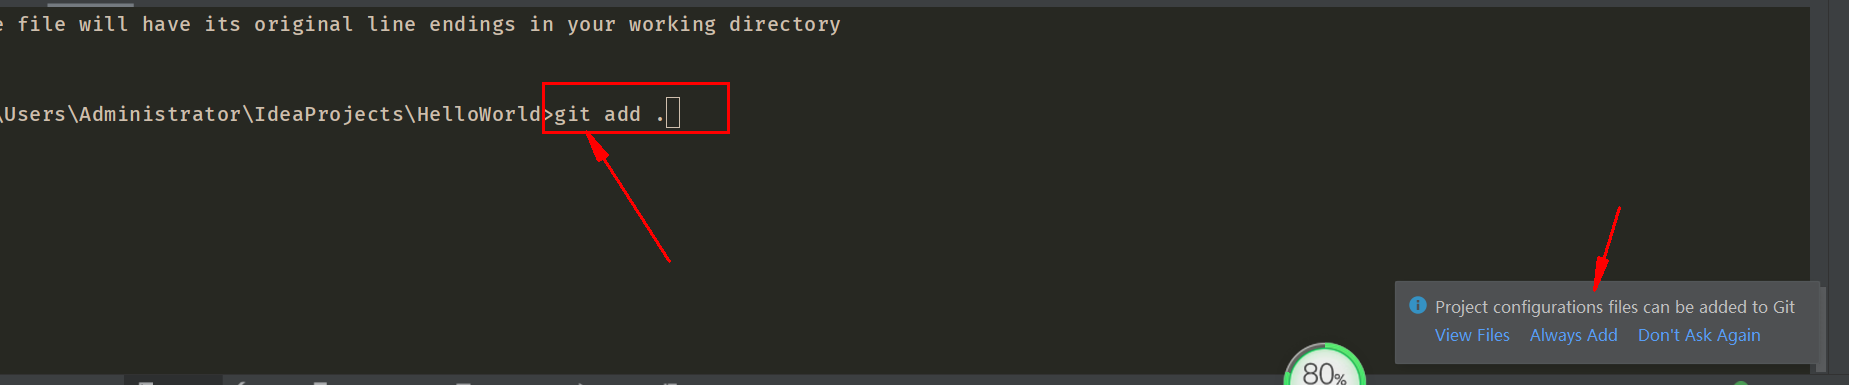 file will have its original line endings in your working directory
\Users\Administrator\IdeaProjects\HelloWorld>git add .
Project configurations files can be added to Git
View Files Always Add Don't Ask Again
80%